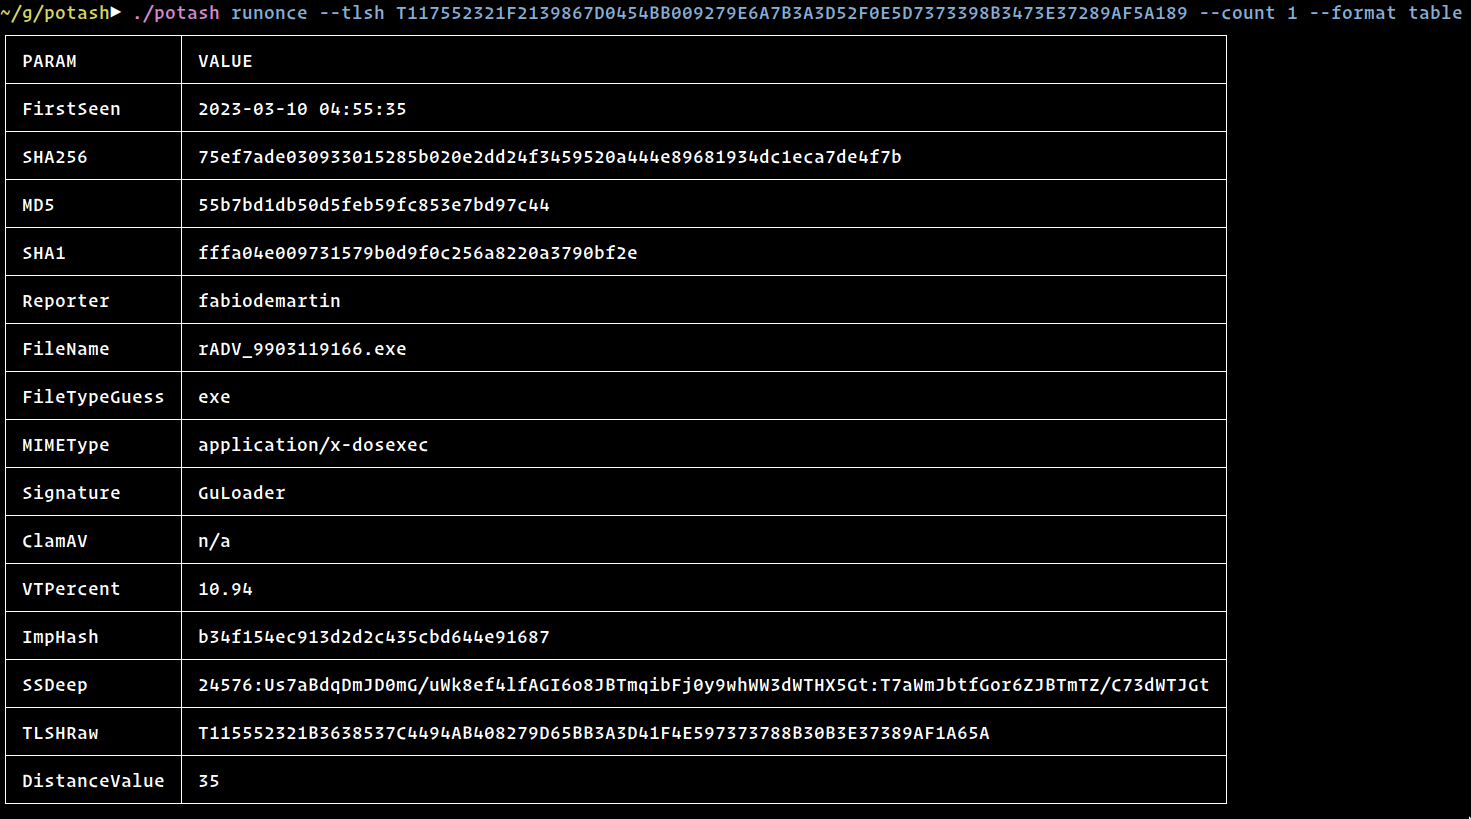 ~/g/potash► ./potash runonce --tlsh T117552321F2139867D0454BB009279E6A7B3A3D52F0E5D7373398B3473E37289AF5A189 --count 1 --format table
PARAM VALUE
FirstSeen 2023-03-10 04:55:35
SHA256 75ef7ade030933015285b020e2dd24f3459520a444e89681934dc1eca7de4f7b
MD5 55b7bd1db50d5feb59fc853e7bd97c44
SHA1 fffa04e009731579b0d9f0c256a8220a3790bf2e
Reporter fabiodemartin
FileName rADV_9903119166.exe
FileTypeGuess exe
MIMEType application/x-dosexec
Signature GuLoader
ClamAV n/a
VTPercent 10.94
ImpHash b34f154ec913d2d2c435cbd644e91687
SSDeep 24576:Us7aBdqDmJD0mG/uWk8ef4lfAGI6o8JBTmqibFj0y9whWW3dWTHX5Gt:T7aWmJbtfGor6ZJBTmTZ/C73dWTJGt
TLSHRaw T115552321B3638537C4494AB408279D65BB3A3D41F4E597373788B30B3E37389AF1A65A
DistanceValue 35